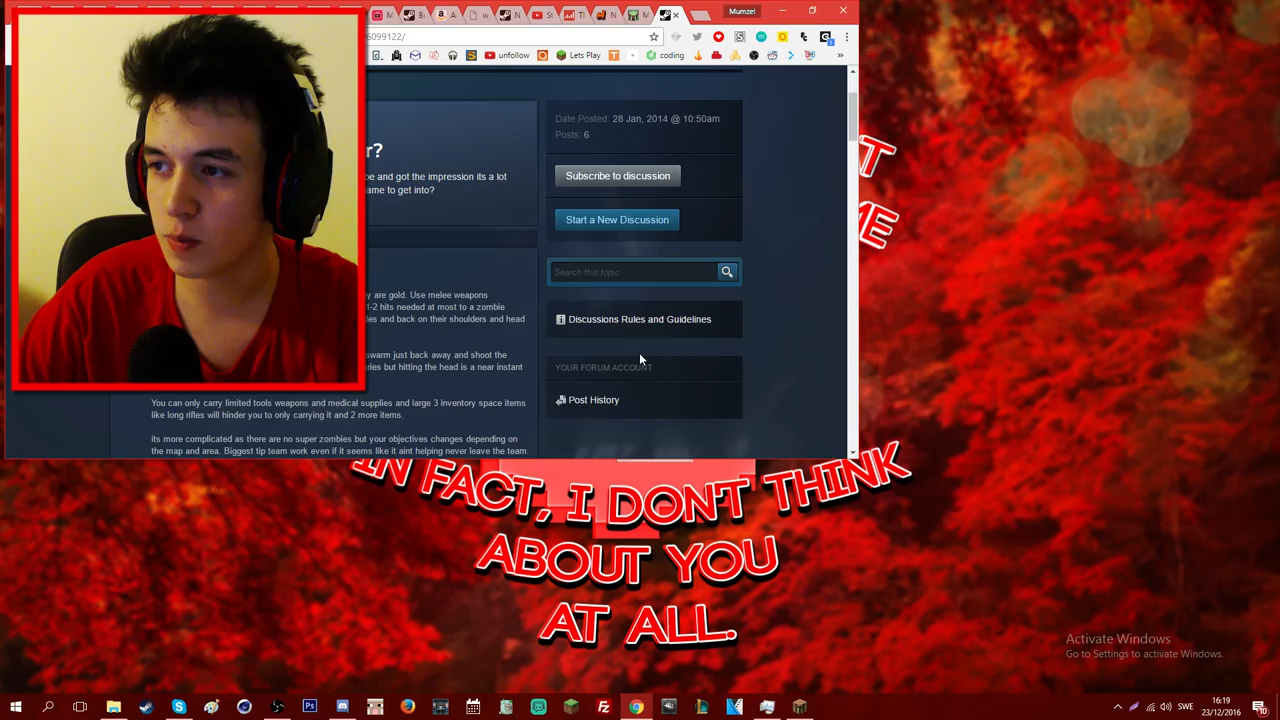 Mumzel
6099122/
unfollow
Lets Play
coding
r?
be and got the impression its a lot
ame to get into?
Date Posted: 28 Jan, 2014 @ 10:50am
Posts: 6
Subscribe to discussion
Start a New Discussion
Search this topic
Discussions Rules and Guidelines
YOUR FORUM ACCOUNT
Post History
y are gold. Use melee weapons
1-2 hits needed at most to a zombie
des and back on their shoulders and head
swarm just back away and shoot the
ries but hitting the head is a near instant
You can only carry limited tools weapons and medical supplies and large 3 inventory space items
like long rifles will hinder you to only carrying it and 2 more items.
its more complicated as there are no super zombies but your objectives changes depending on
the map and area. Biggest tip team work even if it seems like it aint helping never leave the team.
T
ME
IN FACT, I DON'T THINK
ABOUT YOU
AT ALL.
Activate Windows
Go to Settings to activate Windows.
SWE
16:19
23/12/2016